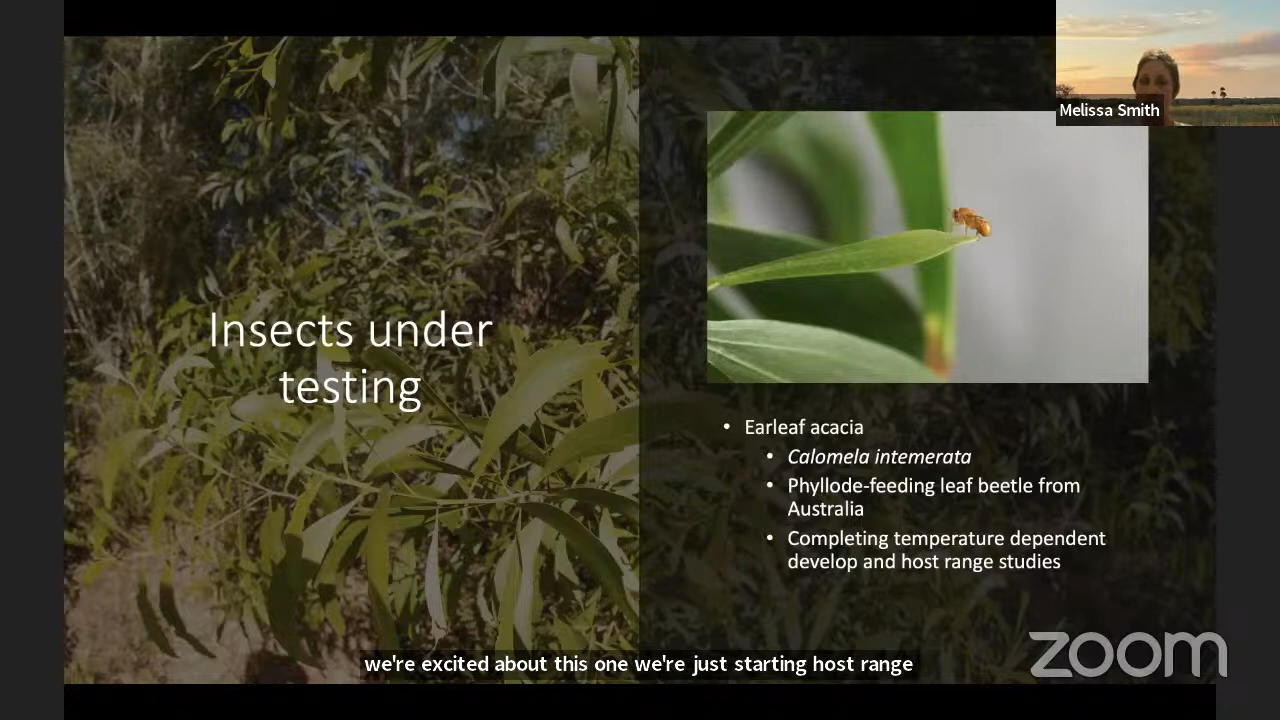 Melissa Smith
Insects under
testing
• Earleaf acacia
• Calomela intemerata
• Phyllode-feeding leaf beetle from
Australia
• Completing temperature dependent
develop and host range studies
we're excited about this one we're just starting host range
zoom